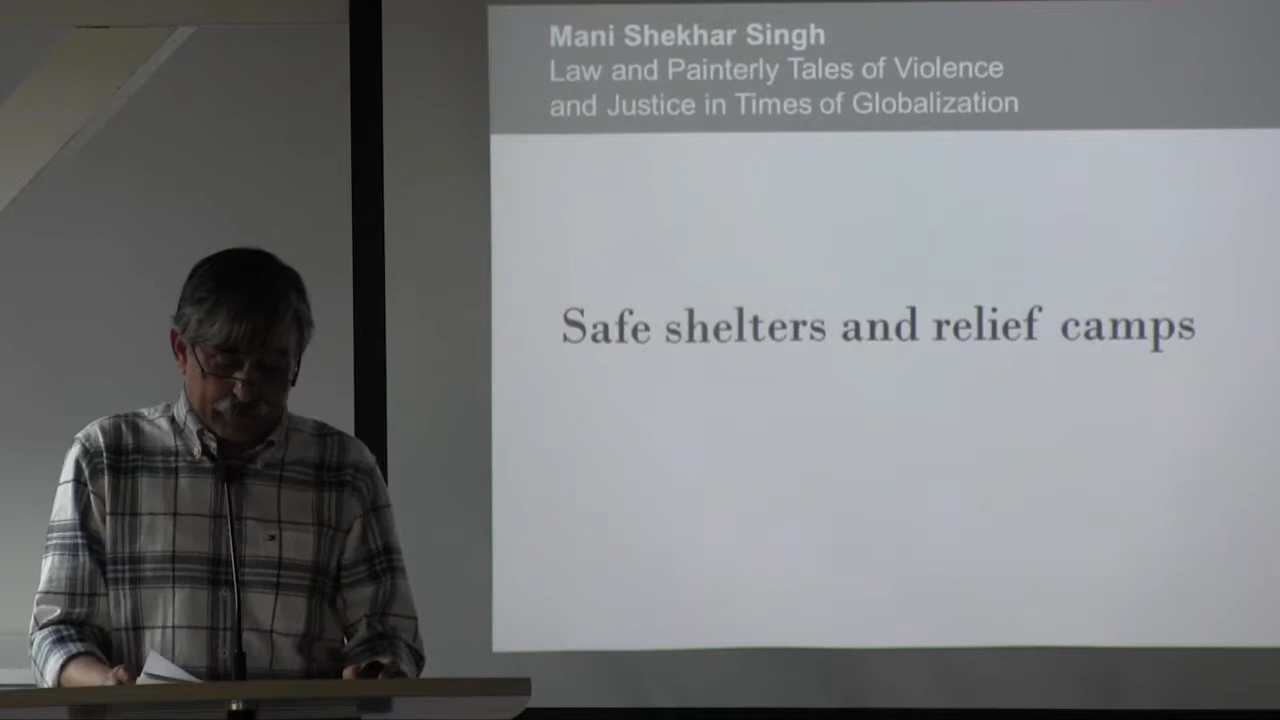 Mani Shekhar Singh
Law and Painterly Tales of Violence
and Justice in Times of Globalization
Safe shelters and relief camps